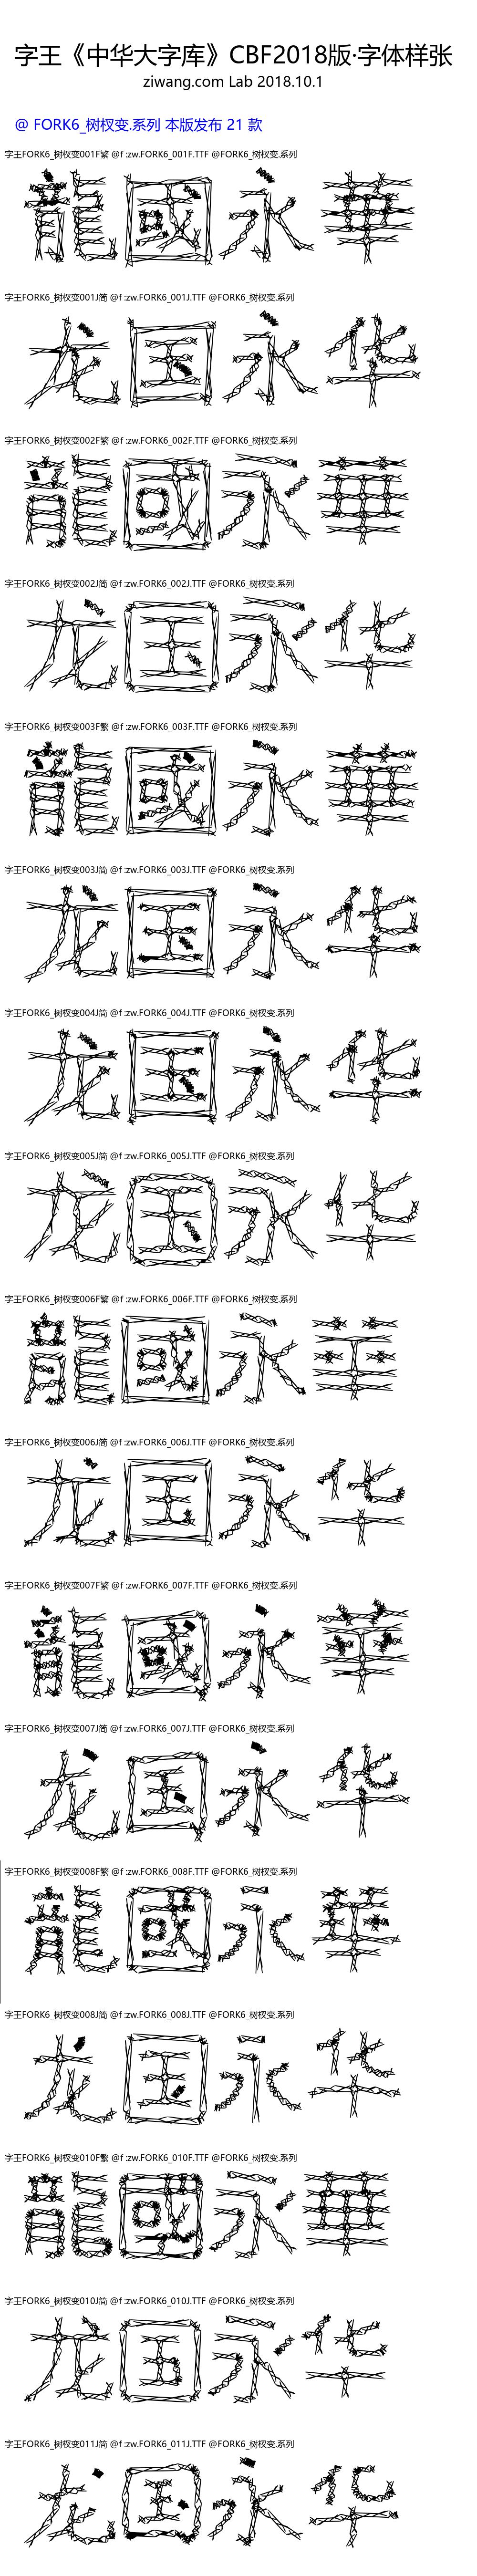 字王《中华大字库》CBF2018版·字体样张
ziwang.com Lab 2018.10.1
@ FORK6_树杈变.系列 本版发布 21 款
字王FORK6_树杈变001F繁 @f :zw.FORK6_001F.TTF @FORK6_树杈变.系列
龍國永華
字王FORK6_树杈变001J简 @f :zw.FORK6_001J.TTF @FORK6_树杈变.系列
龙国永华
字王FORK6_树杈变002F繁 @f :zw.FORK6_002F.TTF @FORK6_树杈变.系列
龍國永華
字王FORK6_树杈变002J简 @f :zw.FORK6_002J.TTF @FORK6_树杈变.系列
龙国永华
字王FORK6_树杈变003F繁 @f :zw.FORK6_003F.TTF @FORK6_树杈变.系列
龍國永華
字王FORK6_树杈变003J简 @f :zw.FORK6_003J.TTF @FORK6_树杈变.系列
龙国永华
字王FORK6_树杈变004J简 @f :zw.FORK6_004J.TTF @FORK6_树杈变.系列
龙国永华
字王FORK6_树杈变005J简 @f :zw.FORK6_005J.TTF @FORK6_树杈变.系列
龙国永华
字王FORK6_树杈变006F繁 @f :zw.FORK6_006F.TTF @FORK6_树杈变.系列
龍國永華
字王FORK6_树杈变006J简 @f :zw.FORK6_006J.TTF @FORK6_树杈变.系列
龙国永华
字王FORK6_树杈变007F繁 @f :zw.FORK6_007F.TTF @FORK6_树杈变.系列
龍國永華
字王FORK6_树杈变007J简 @f :zw.FORK6_007J.TTF @FORK6_树杈变.系列
龙国永华
字王FORK6_树杈变008F繁 @f :zw.FORK6_008F.TTF @FORK6_树杈变.系列
龍國永華
字王FORK6_树杈变008J简 @f :zw.FORK6_008J.TTF @FORK6_树杈变.系列
龙国永华
字王FORK6_树杈变010F繁 @f :zw.FORK6_010F.TTF @FORK6_树杈变.系列
龍國永華
字王FORK6_树杈变010J简 @f :zw.FORK6_010J.TTF @FORK6_树杈变.系列
龙国永华
字王FORK6_树杈变011J简 @f :zw.FORK6_011J.TTF @FORK6_树杈变.系列
龙国永华